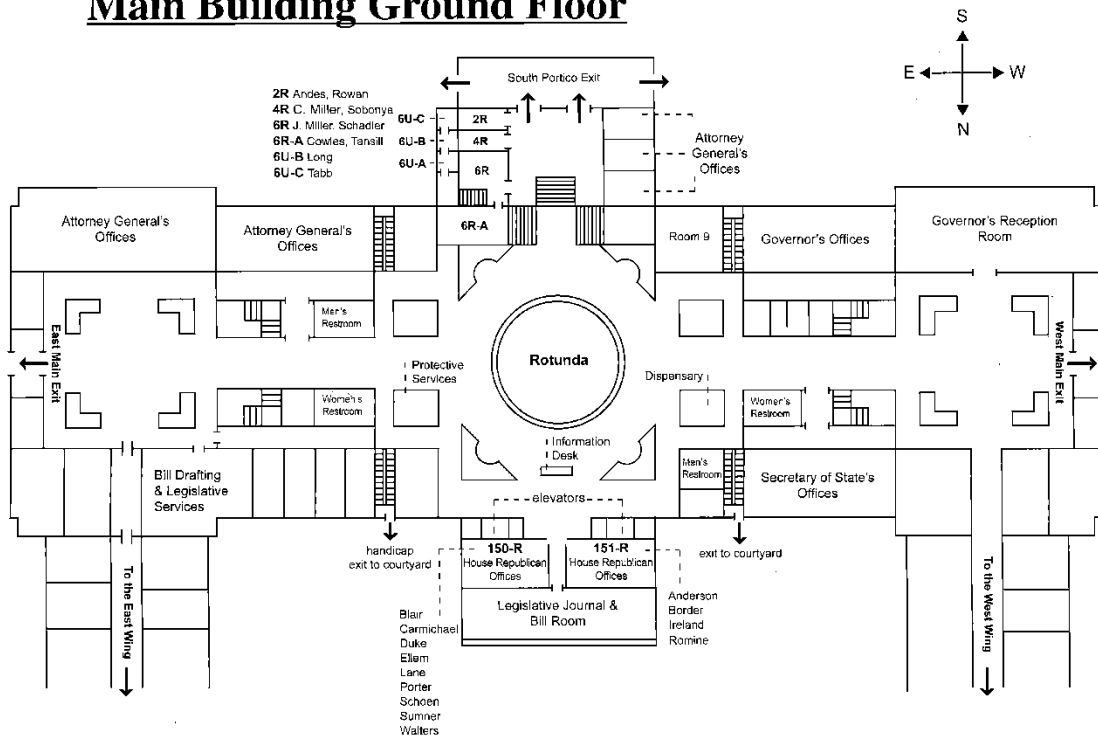 Main Building Ground Floor
S
E
W
N
South Portico Exit
2R Andes, Rowan
4R C. Miller, Sobonya
6R J. Miller, Schadler
6R-A Cowles, Tansill
6U-B Long
6U-C Tabb
6U-C
2R
6U-B
4R
6U-A
6R
Attorney
General's
Offices
Attorney General's
Offices
Attorney General's
Offices
6R-A
Room 9
Governor's Offices
Governor's Reception
Room
Men's
Restroom
East Main Exit
Rotunda
West Main Exit
Protective
Services
Dispensary
Women's
Restroom
Women's
Restroom
Information
Desk
Bill Drafting
& Legislative
Services
Men's
Restroom
Secretary of State's
Offices
elevators
handicap
exit to courtyard
150-R
House Republican
Offices
151-R
House Republican
Offices
exit to courtyard
Legislative Journal &
Bill Room
To the East Wing
To the West Wing
Blair
Carmichael
Duke
Ellem
Lane
Porter
Schoen
Sumner
Walters
Anderson
Border
Ireland
Romine